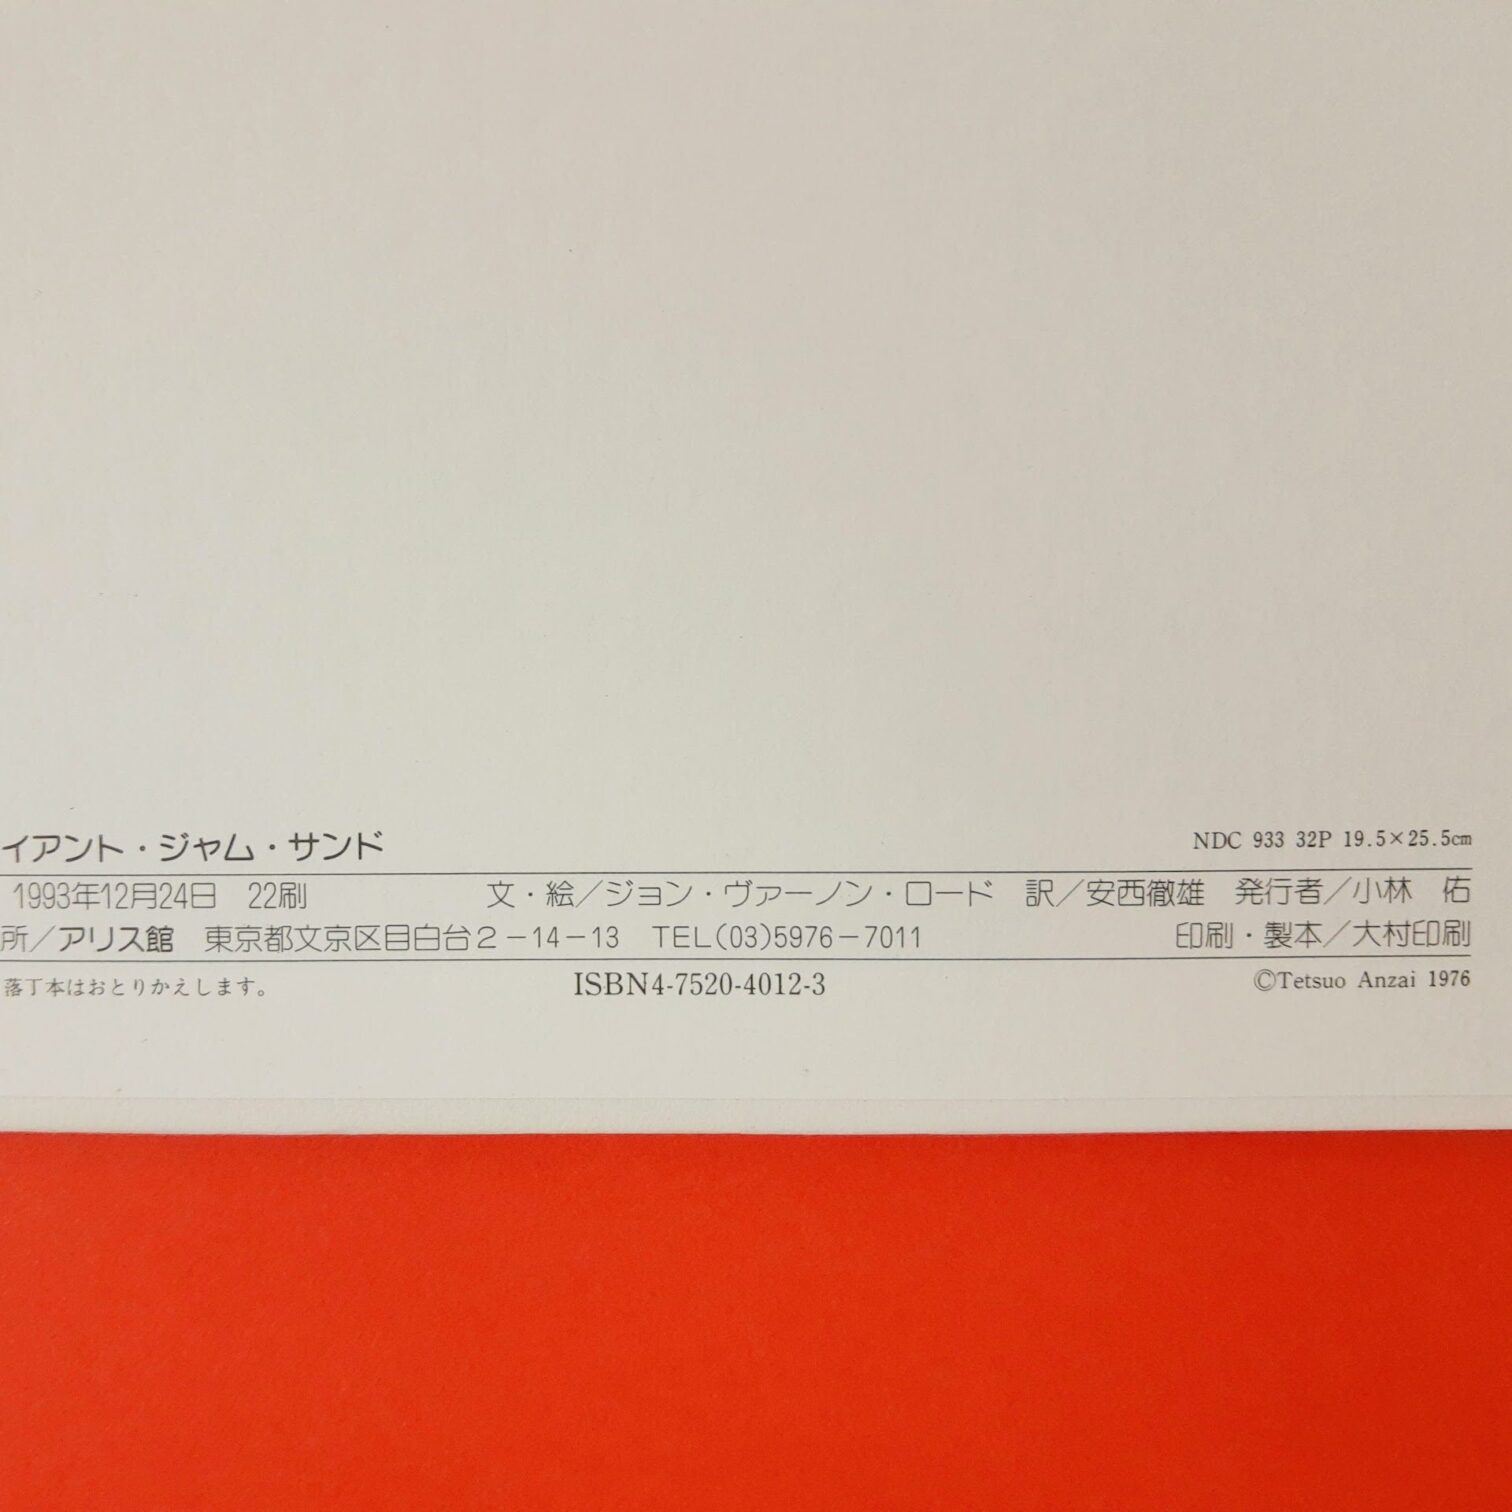 イアント・ジャム・サンド
NDC 933 32P 19.5×25.5cm
1993年12月24日 22刷 文・絵／ジョン・ヴァーノン・ロード 訳／安西徹雄 発行者／小林 佑
所／アリス館 東京都文京区目白台2－14－13 TEL(03)5976－7011 印刷・製本／大村印刷
落丁本はおとりかえします。 ISBN4-7520-4012-3 ©Tetsuo Anzai 1976